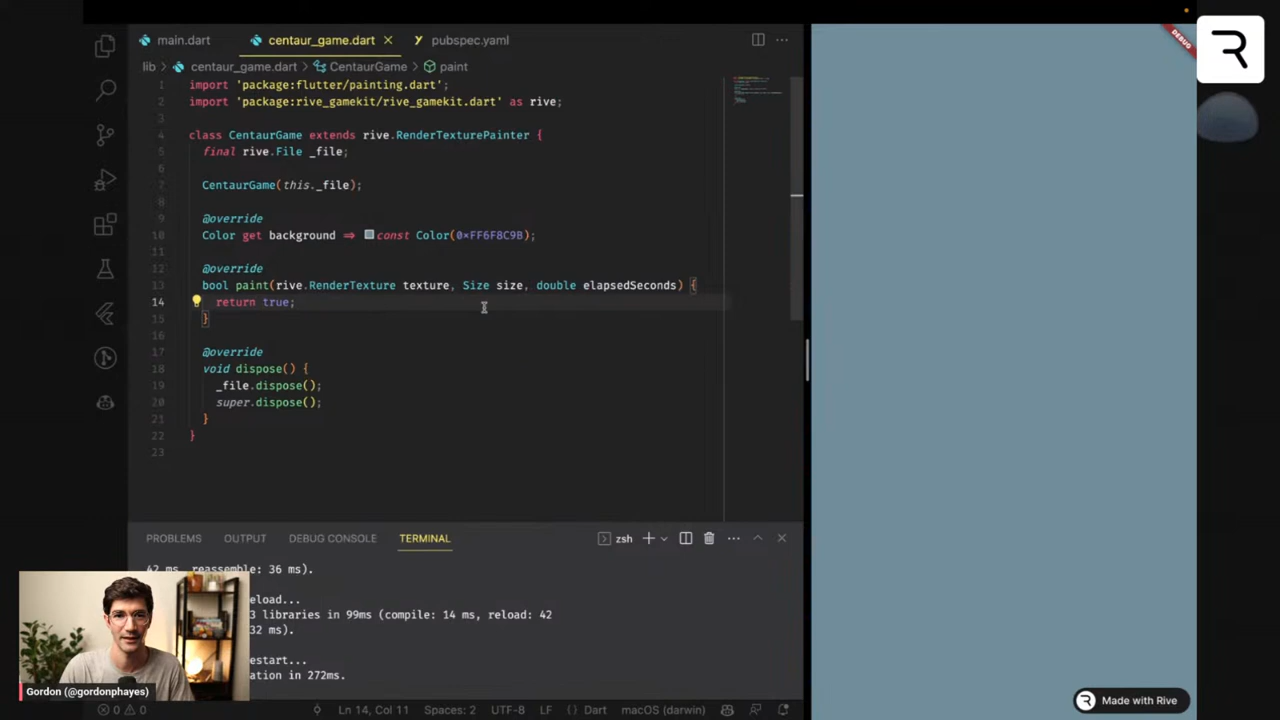 main.dart
centaur_game.dart
pubspec.yaml
DEBUG
lib > centaur_game.dart > CentaurGame > paint
1 import 'package:flutter/painting.dart';
2 import 'package:rive_gamekit/rive_gamekit.dart' as rive;
3
4 class CentaurGame extends rive.RenderTexturePainter {
5 final rive.File _file;
6
7 CentaurGame(this._file);
8
9 @override
10 Color get background => const Color(0xFF6F8C9B);
11
12 @override
13 bool paint(rive.RenderTexture texture, Size size, double elapsedSeconds) {
14 return true;
15 }
16
17 @override
18 void dispose() {
19 _file.dispose();
20 super.dispose();
21 }
22 }
23
PROBLEMS OUTPUT DEBUG CONSOLE TERMINAL
zsh
42 ms, reassemble: 36 ms).
eload...
3 libraries in 99ms (compile: 14 ms, reload: 42
32 ms).
estart...
ation in 272ms.
Gordon (@gordonphayes)
0 0 Ln 14, Col 11 Spaces: 2 UTF-8 LF {} Dart macOS (darwin)
Made with Rive